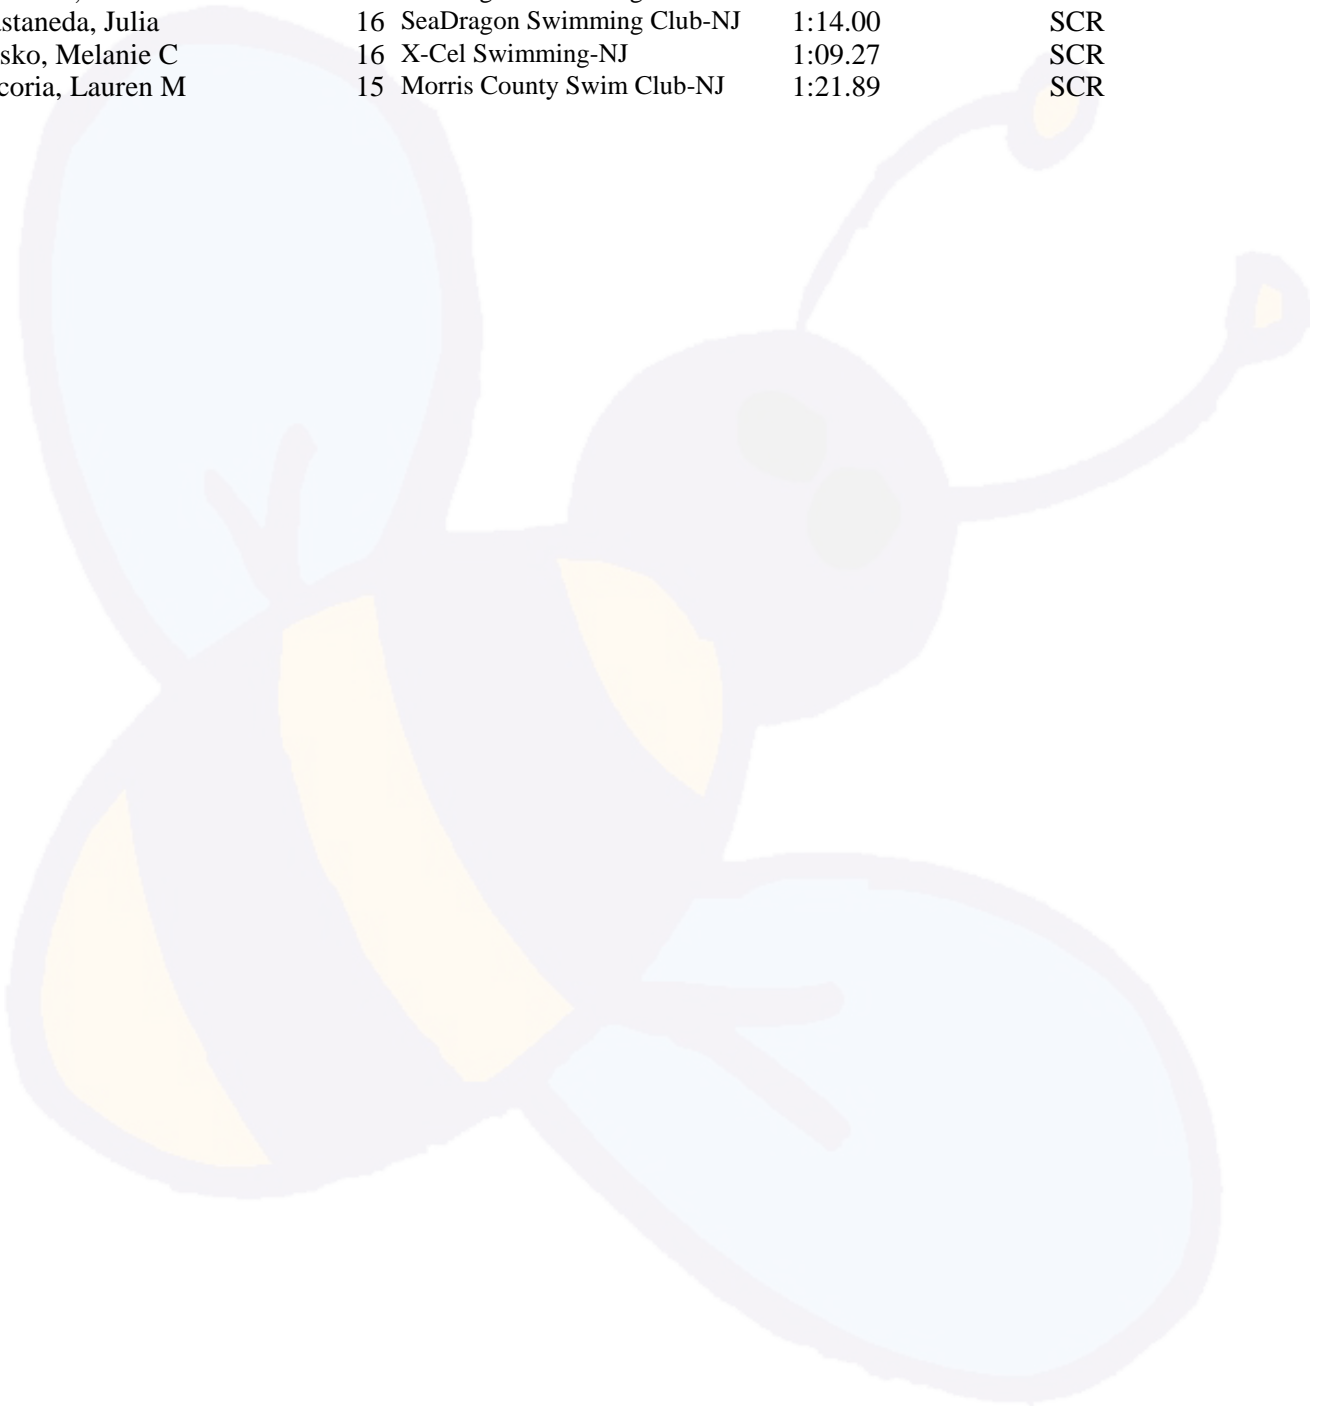 staneda, Julia 16 SeaDragon Swimming Club-NJ 1:14.00 SCR
sko, Melanie C 16 X-Cel Swimming-NJ 1:09.27 SCR
coria, Lauren M 15 Morris County Swim Club-NJ 1:21.89 SCR